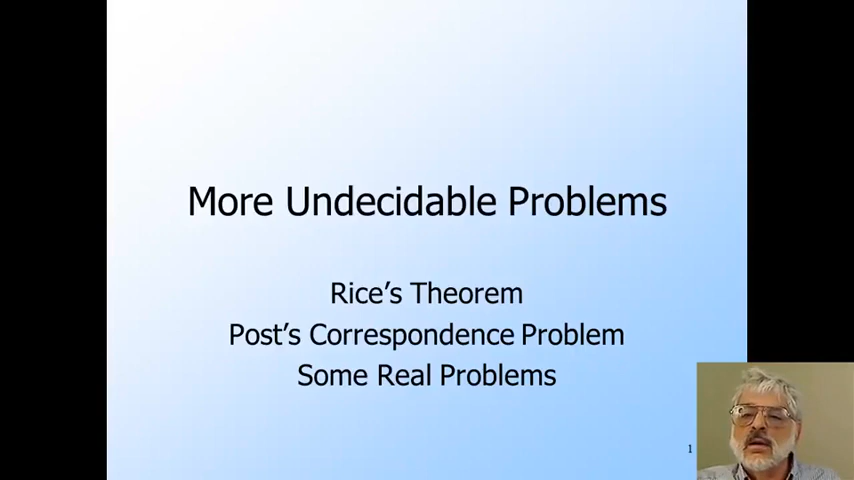 More Undecidable Problems
Rice's Theorem
Post's Correspondence Problem
Some Real Problems
1